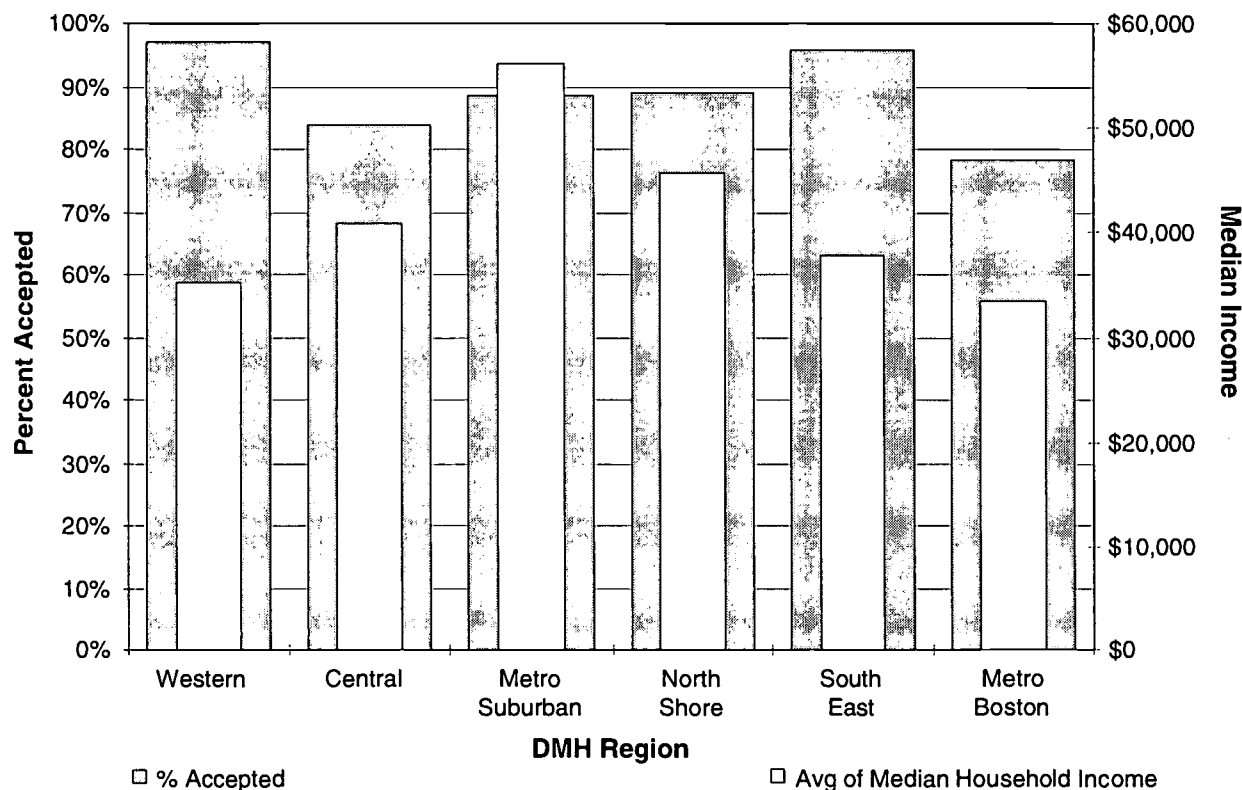 100%
90%
80%
70%
60%
50%
40%
30%
20%
10%
0%
Percent Accepted
$60,000
$50,000
$40,000
$30,000
$20,000
$10,000
$0
Median Income
Western
Central
Metro
Suburban
North
Shore
South
East
Metro
Boston
DMH Region
% Accepted
Avg of Median Household Income